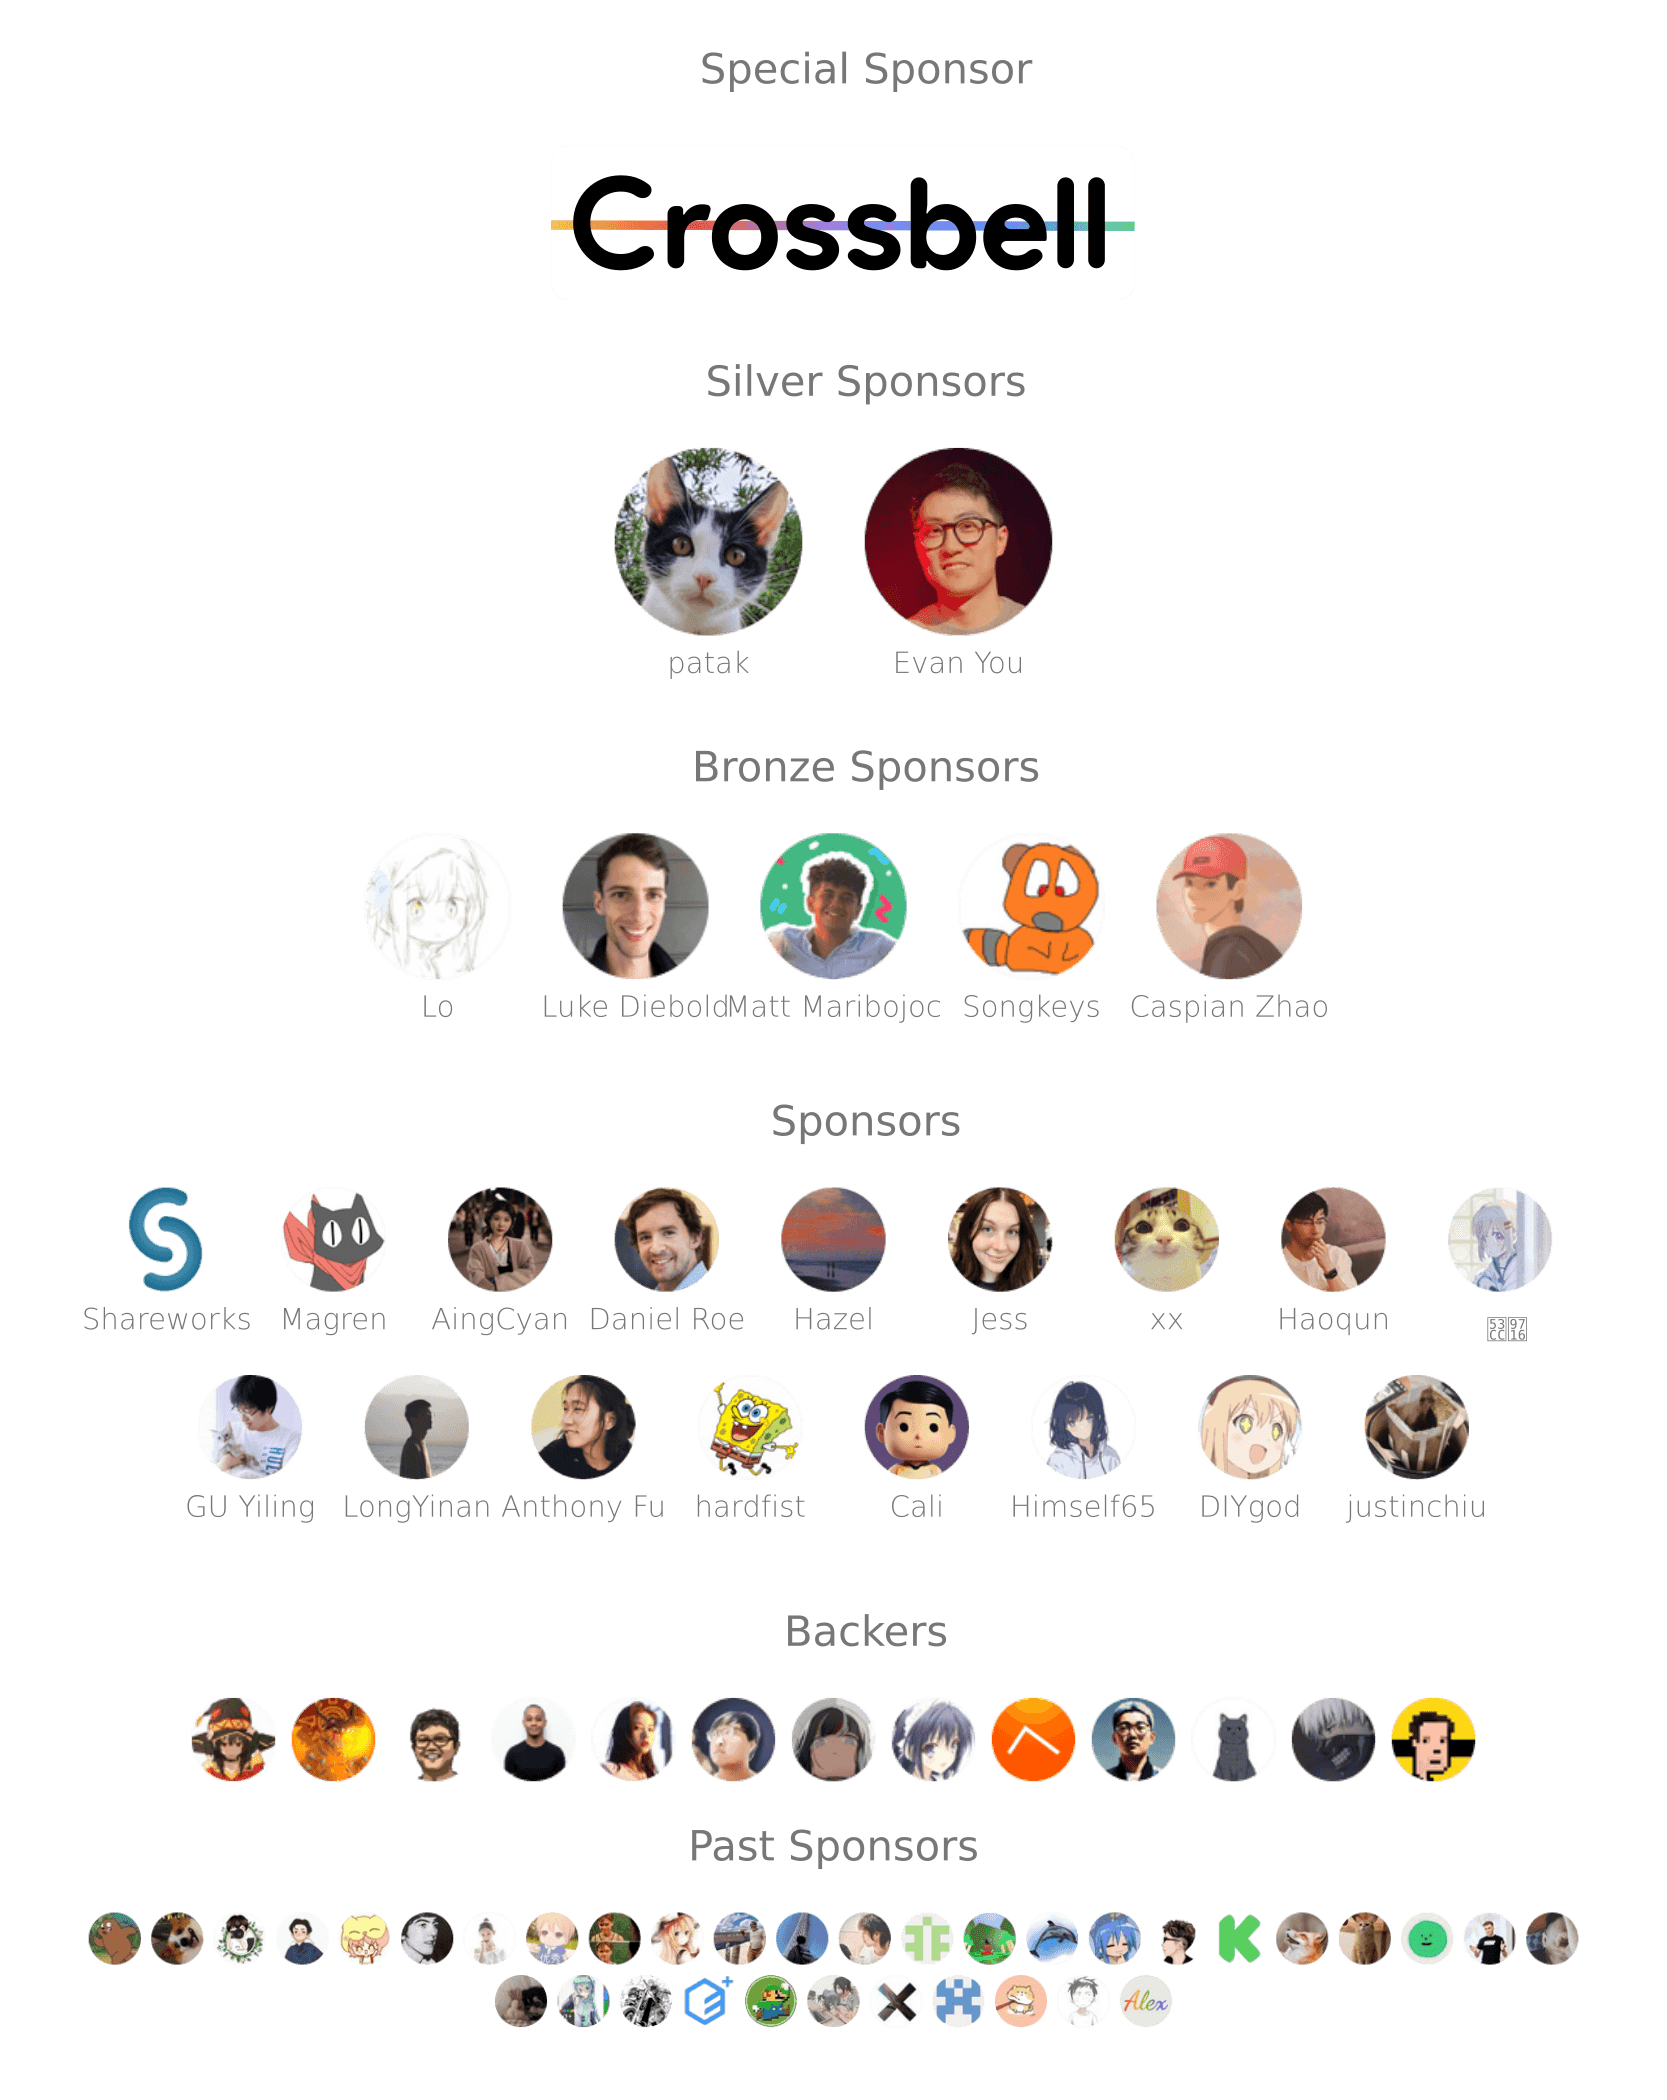 Special Sponsor
Crossbell
Silver Sponsors
patak
Evan You
Bronze Sponsors
Lo
Luke Diebold
Matt Maribojoc
Songkeys
Caspian Zhao
Sponsors
Shareworks
Magren
AingCyan
Daniel Roe
Hazel
Jess
xx
Haoqun
GU Yiling
LongYinan
Anthony Fu
hardfist
Cali
Himself65
DIYgod
justinchiu
Backers
Past Sponsors
Alex